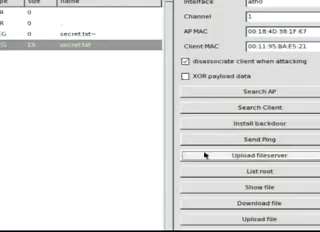 size name
R 0
R 0 .
G 0 secret.txt~
G 19 secret.txt
Interface ath0
Channel 1
AP MAC 00:18:4D:38:1F:67
Client MAC 00:11:95:BA:E5:21
disassociate client when attacking
XOR payload data
Search AP
Search Client
Install backdoor
Send Ping
Upload fileserver
List root
Show file
Download file
Upload file